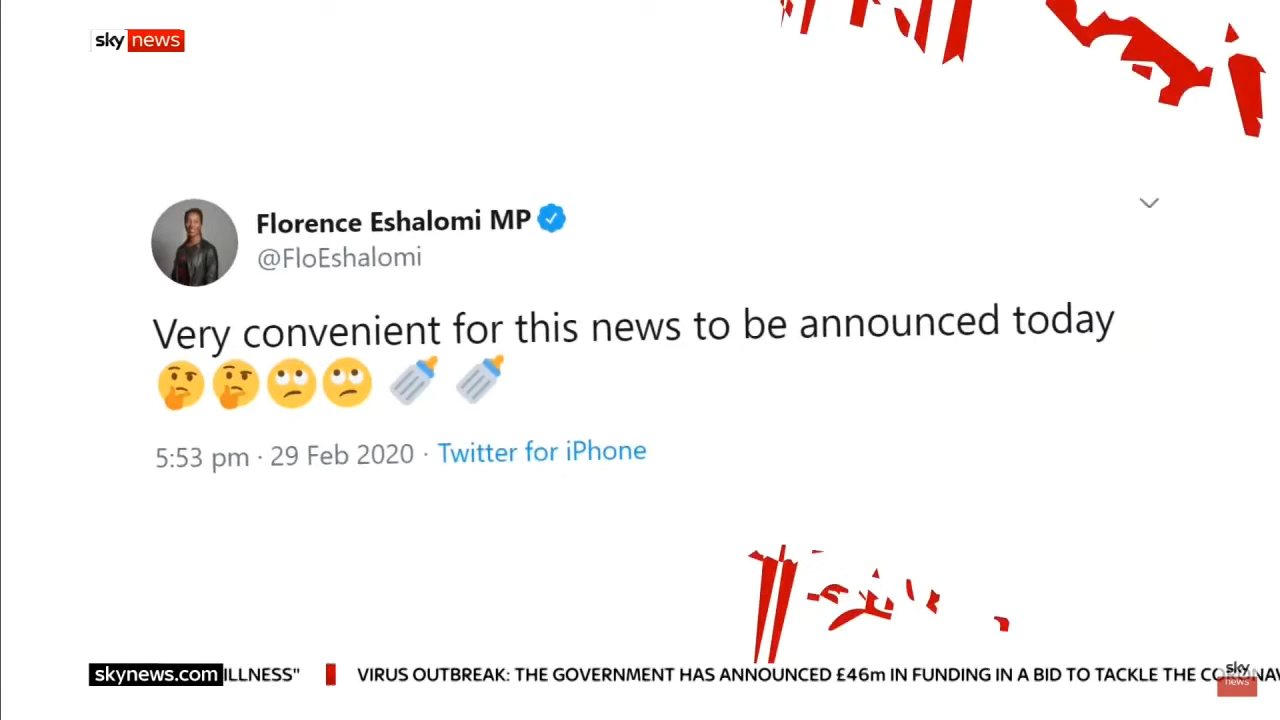 sky news
Florence Eshalomi MP
@FloEshalomi
Very convenient for this news to be announced today
🤔🤔🙄🙄 🍼 🍼
5:53 pm · 29 Feb 2020 · Twitter for iPhone
skynews.com ILLNESS" VIRUS OUTBREAK: THE GOVERNMENT HAS ANNOUNCED £46m IN FUNDING IN A BID TO TACKLE THE
sky
news